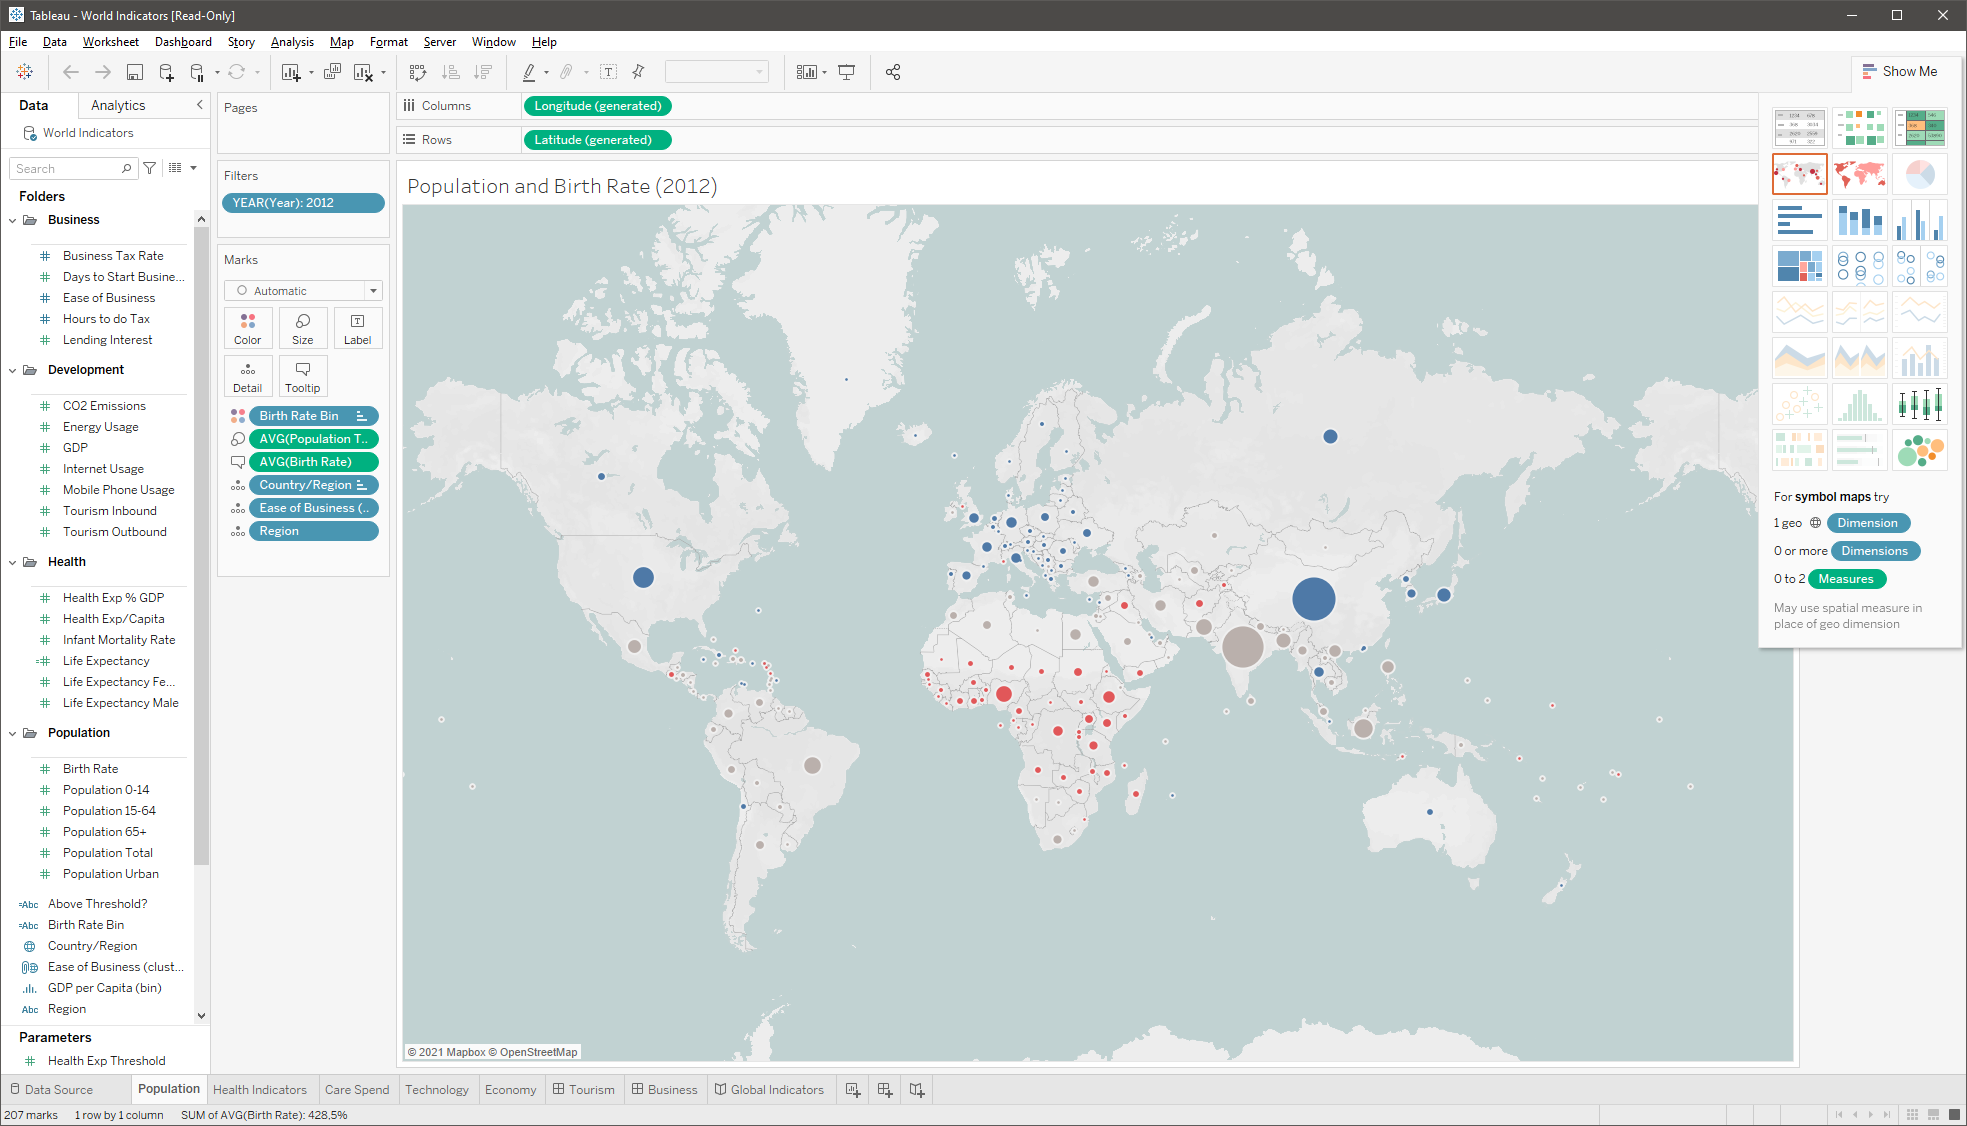 Tableau - World Indicators [Read-Only]
File Data Worksheet Dashboard Story Analysis Map Format Server Window Help
Show Me
Data Analytics
World Indicators
Search
Folders
Business
Business Tax Rate
Days to Start Busine...
Ease of Business
Hours to do Tax
Lending Interest
Development
CO2 Emissions
Energy Usage
GDP
Internet Usage
Mobile Phone Usage
Tourism Inbound
Tourism Outbound
Health
Health Exp % GDP
Health Exp/Capita
Infant Mortality Rate
Life Expectancy
Life Expectancy Fe...
Life Expectancy Male
Population
Birth Rate
Population 0-14
Population 15-64
Population 65+
Population Total
Population Urban
=Abc Above Threshold?
=Abc Birth Rate Bin
Country/Region
Ease of Business (clust...
GDP per Capita (bin)
Abc Region
Parameters
Health Exp Threshold
Pages
Filters
YEAR(Year): 2012
Marks
Automatic
Color Size Label
Detail Tooltip
Birth Rate Bin
AVG(Population T..
AVG(Birth Rate)
Country/Region
Ease of Business (..
Region
Columns Longitude (generated)
Rows Latitude (generated)
Population and Birth Rate (2012)
© 2021 Mapbox © OpenStreetMap
For symbol maps try
1 geo Dimension
0 or more Dimensions
0 to 2 Measures
May use spatial measure in
place of geo dimension
Data Source Population Health Indicators Care Spend Technology Economy Tourism Business Global Indicators
207 marks 1 row by 1 column SUM of AVG(Birth Rate): 428,5%